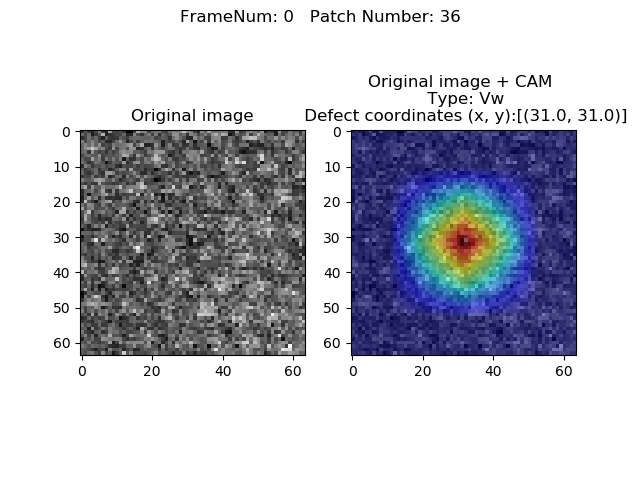 FrameNum: 0   Patch Number: 36
Original image
Original image + CAM
Type: Vw
Defect coordinates (x, y):[(31.0, 31.0)]
0
10
20
30
40
50
60
0 20 40 60
0
10
20
30
40
50
60
0 20 40 60